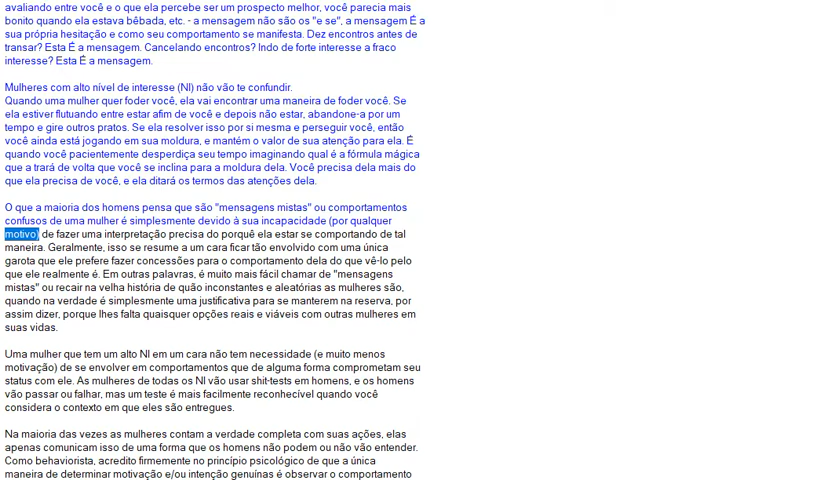 avaliando entre você e o que ela percebe ser um prospecto melhor, você parecia mais
bonito quando ela estava bêbada, etc. - a mensagem não são os "e se", a mensagem É a
sua própria hesitação e como seu comportamento se manifesta. Dez encontros antes de
transar? Esta É a mensagem. Cancelando encontros? Indo de forte interesse a fraco
interesse? Esta É a mensagem.
Mulheres com alto nível de interesse (NI) não vão te confundir.
Quando uma mulher quer foder você, ela vai encontrar uma maneira de foder você. Se
ela estiver flutuando entre estar afim de você e depois não estar, abandone-a por um
tempo e gire outros pratos. Se ela resolver isso por si mesma e perseguir você, então
você ainda está jogando em sua moldura, e mantém o valor de sua atenção para ela. É
quando você pacientemente desperdiça seu tempo imaginando qual é a fórmula mágica
que a trará de volta que você se inclina para a moldura dela. Você precisa dela mais do
que ela precisa de você, e ela ditará os termos das atenções dela.
O que a maioria dos homens pensa que são "mensagens mistas" ou comportamentos
confusos de uma mulher é simplesmente devido à sua incapacidade (por qualquer
motivo) de fazer uma interpretação precisa do porquê ela estar se comportando de tal
maneira. Geralmente, isso se resume a um cara ficar tão envolvido com uma única
garota que ele prefere fazer concessões para o comportamento dela do que vê-lo pelo
que ele realmente é. Em outras palavras, é muito mais fácil chamar de "mensagens
mistas" ou recair na velha história de quão inconstantes e aleatórias as mulheres são,
quando na verdade é simplesmente uma justificativa para se manterem na reserva, por
assim dizer, porque lhes falta quaisquer opções reais e viáveis com outras mulheres em
suas vidas.
Uma mulher que tem um alto NI em um cara não tem necessidade (e muito menos
motivação) de se envolver em comportamentos que de alguma forma comprometam seu
status com ele. As mulheres de todas os NI vão usar shit-tests em homens, e os homens
vão passar ou falhar, mas um teste é mais facilmente reconhecível quando você
considera o contexto em que eles são entregues.
Na maioria das vezes as mulheres contam a verdade completa com suas ações, elas
apenas comunicam isso de uma forma que os homens não podem ou não vão entender.
Como behaviorista, acredito firmemente no princípio psicológico de que a única
maneira de determinar motivação e/ou intenção genuínas é observar o comportamento